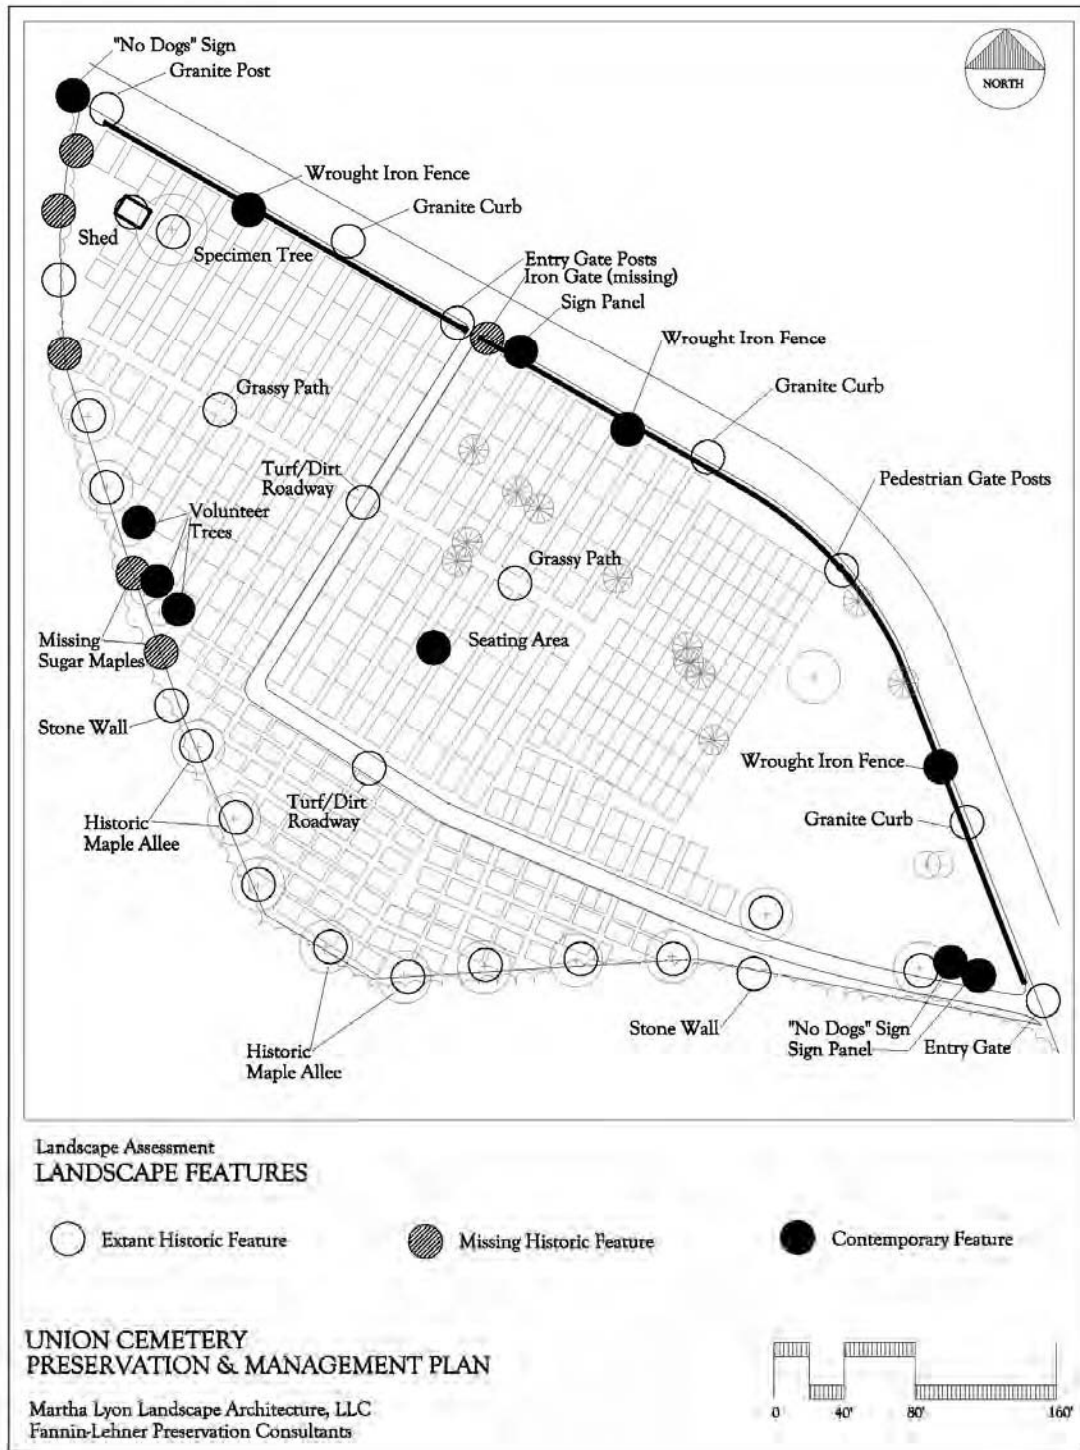 "No Dogs" Sign
Granite Post
NORTH
Wrought Iron Fence
Granite Curb
Shed
Specimen Tree
Entry Gate Posts
Iron Gate (missing)
Sign Panel
Wrought Iron Fence
Granite Curb
Grassy Path
Turf/Dirt
Roadway
Pedestrian Gate Posts
Volunteer
Trees
Grassy Path
Missing
Sugar Maples
Seating Area
Stone Wall
Wrought Iron Fence
Turf/Dirt
Roadway
Granite Curb
Historic
Maple Allee
Stone Wall
"No Dogs" Sign
Sign Panel
Entry Gate
Historic
Maple Allee
Landscape Assessment
LANDSCAPE FEATURES
Extant Historic Feature
Missing Historic Feature
Contemporary Feature
UNION CEMETERY
PRESERVATION & MANAGEMENT PLAN
Martha Lyon Landscape Architecture, LLC
Fannin-Lehner Preservation Consultants
0' 40' 80' 160'